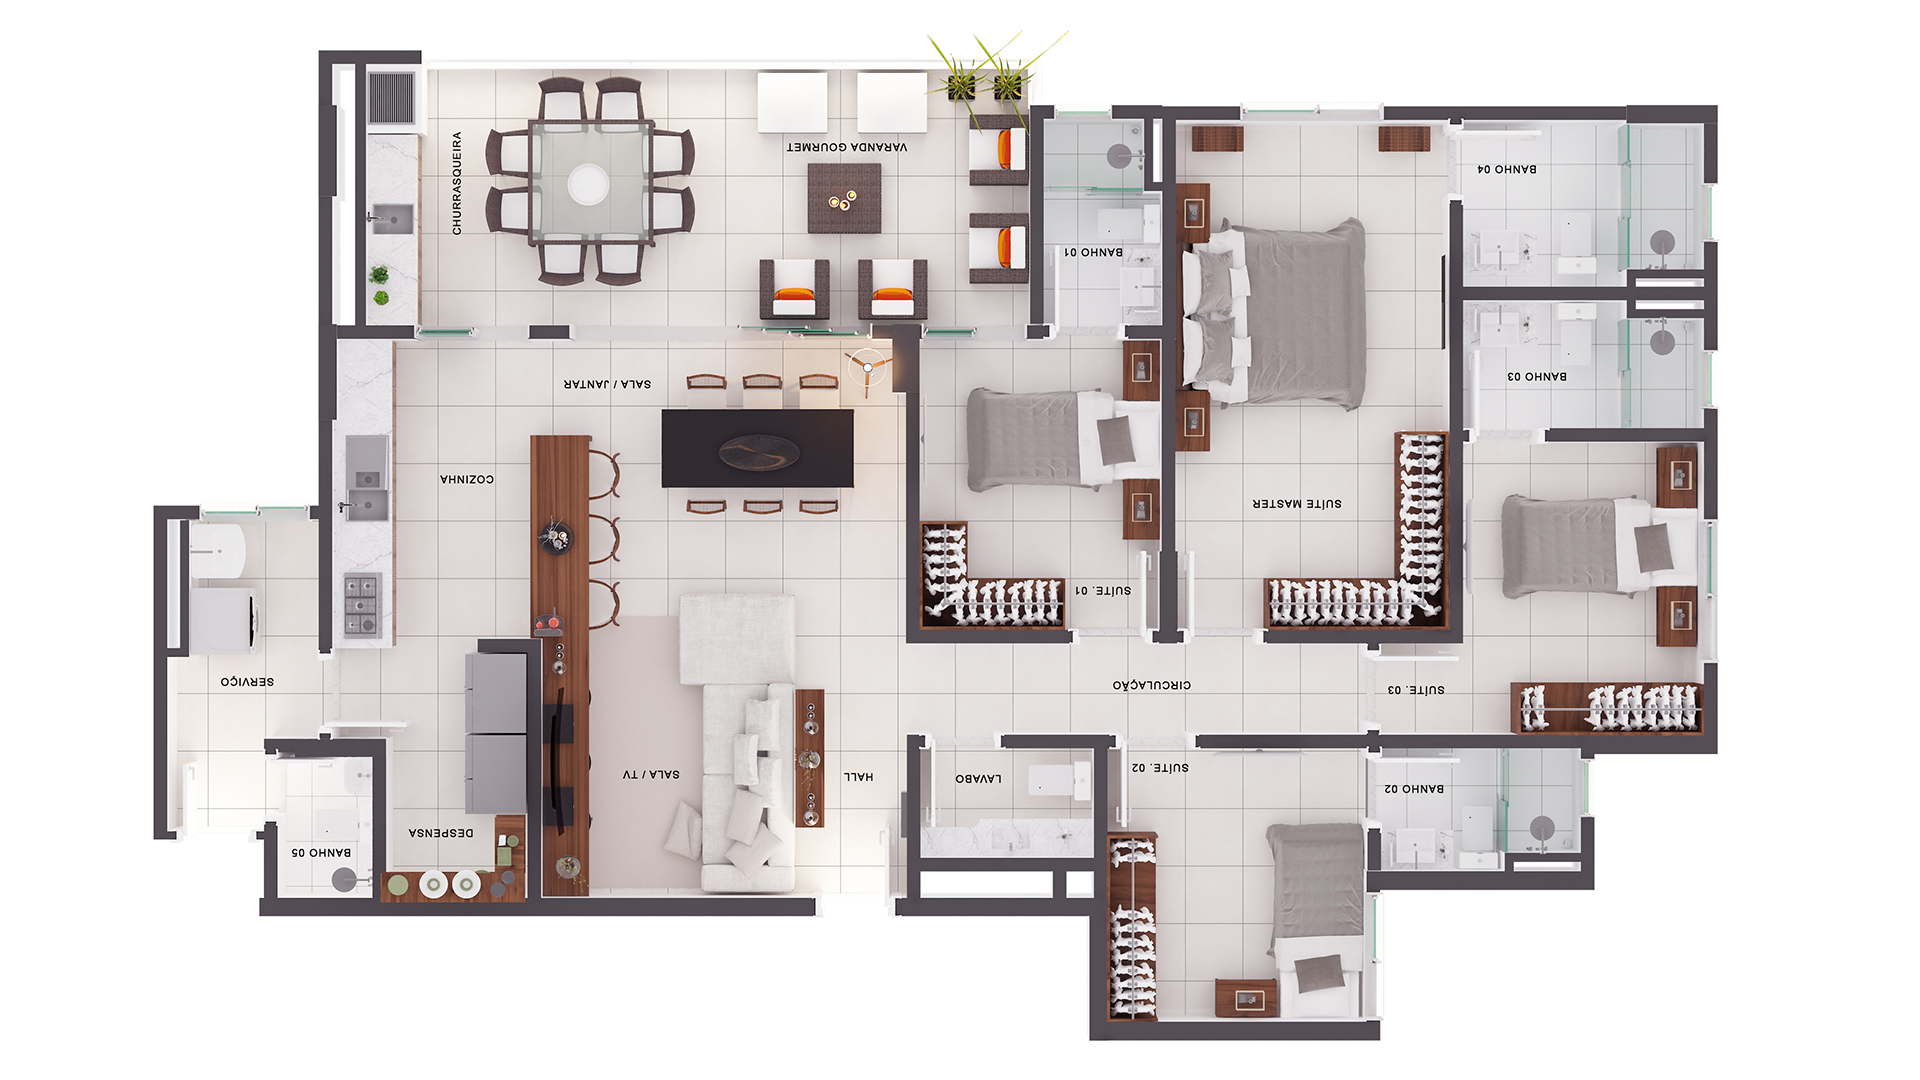 CHURRASQUEIRA
VARANDA GOURMET
BANHO 01
BANHO 04
BANHO 03
SALA / JANTAR
COZINHA
SUÍTE MASTER
SUÍTE. 01
SERVIÇO
CIRCULAÇÃO
SUÍTE. 03
SALA / TV
HALL
LAVABO
SUÍTE. 02
BANHO 02
DESPENSA
BANHO 05